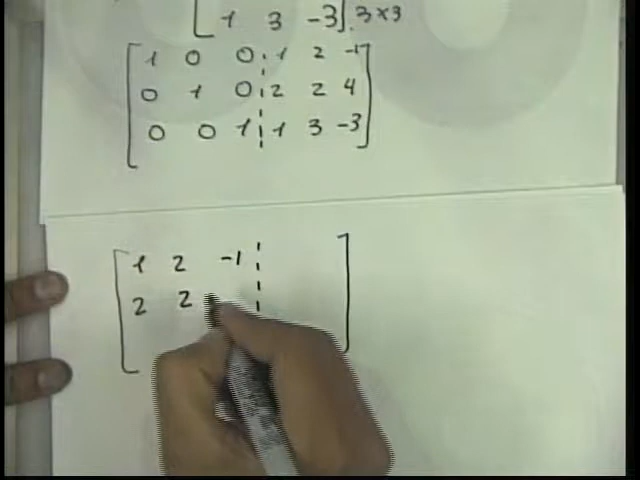 1 3 -3 3×3
1 0 0 1 2 -1
0 1 0 2 2 4
0 0 1 1 3 -3
1 2 -1
2 2